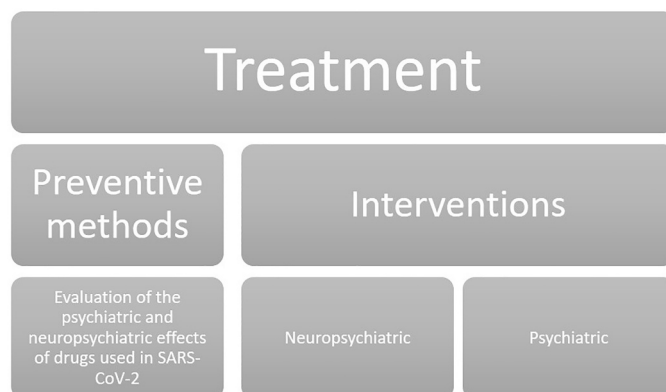 Treatment
Preventive
methods
Interventions
Evaluation of the
psychiatric and
neuropsychiatric effects
of drugs used in SARS-
CoV-2
Neuropsychiatric
Psychiatric